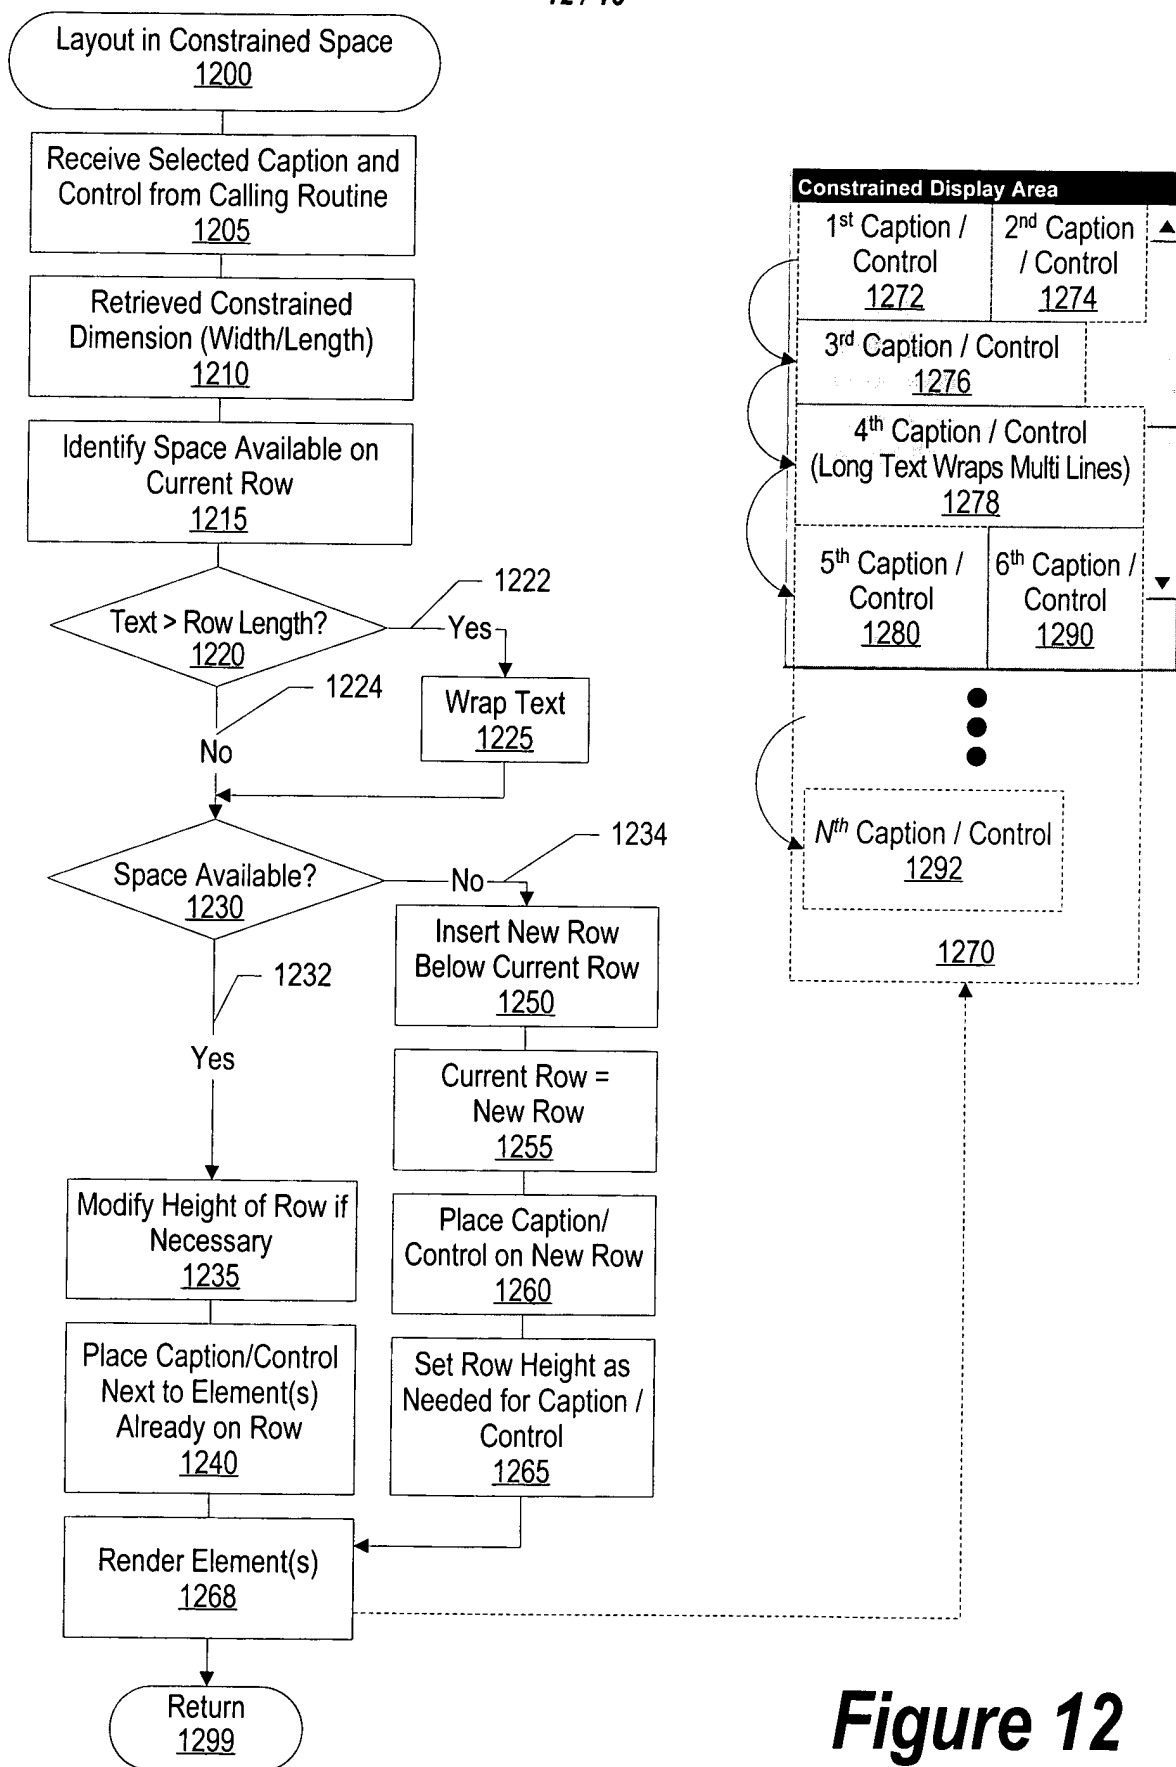 Layout in Constrained Space
1200
Receive Selected Caption and
Control from Calling Routine
1205
Retrieved Constrained
Dimension (Width/Length)
1210
Identify Space Available on
Current Row
1215
Text > Row Length?
1220
1222
Yes
1224
No
Wrap Text
1225
Space Available?
1230
1234
No
1232
Yes
Insert New Row
Below Current Row
1250
Current Row =
New Row
1255
Place Caption/
Control on New Row
1260
Set Row Height as
Needed for Caption /
Control
1265
Modify Height of Row if
Necessary
1235
Place Caption/Control
Next to Element(s)
Already on Row
1240
Render Element(s)
1268
Return
1299
Constrained Display Area
1st Caption /
Control
1272
2nd Caption
/ Control
1274
3rd Caption / Control
1276
4th Caption / Control
(Long Text Wraps Multi Lines)
1278
5th Caption /
Control
1280
6th Caption /
Control
1290
Nth Caption / Control
1292
1270
Figure 12